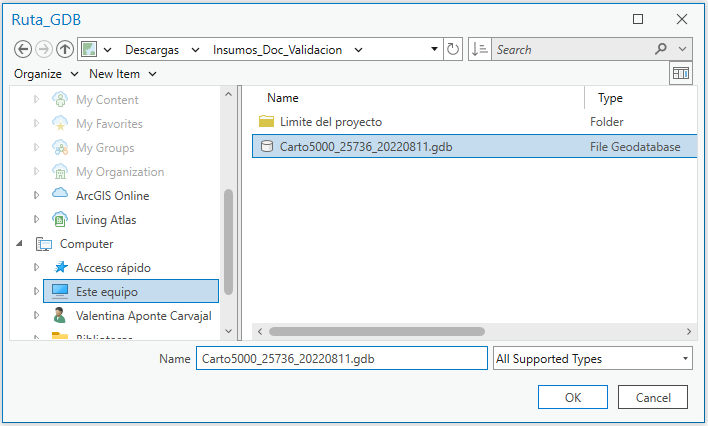 Ruta_GDB
Descargas Insumos_Doc_Validacion
Search
Organize New Item
My Content
My Favorites
My Groups
My Organization
ArcGIS Online
Living Atlas
Computer
Acceso rápido
Este equipo
Valentina Aponte Carvajal
Bibliotecas
Name Type
Limite del proyecto Folder
Carto5000_25736_20220811.gdb File Geodatabase
Name Carto5000_25736_20220811.gdb All Supported Types
OK Cancel